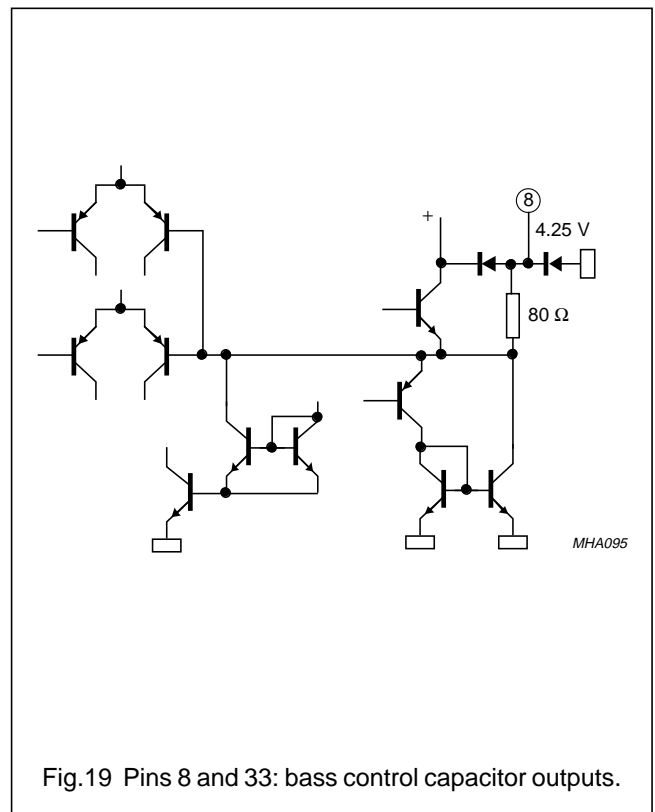 +
8
4.25 V
80 Ω
MHA095
Fig.19 Pins 8 and 33: bass control capacitor outputs.